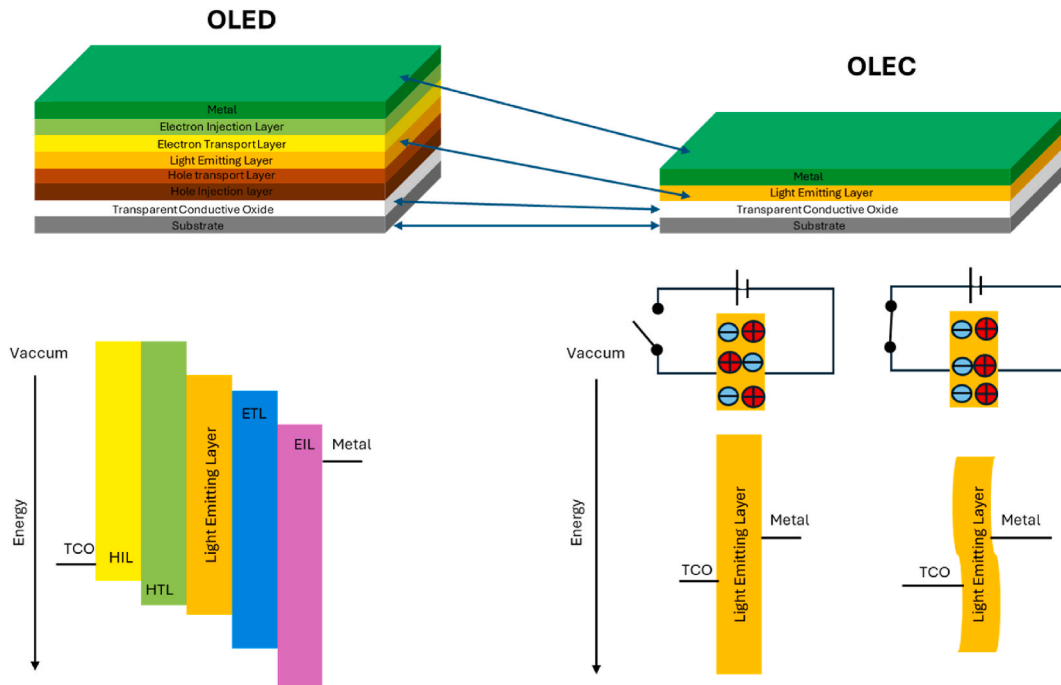 OLED
Metal
Electron Injection Layer
Electron Transport Layer
Light Emitting Layer
Hole transport Layer
Hole Injection layer
Transparent Conductive Oxide
Substrate
OLEC
Metal
Light Emitting Layer
Transparent Conductive Oxide
Substrate
Vaccum
Energy
TCO
HIL
HTL
Light Emitting Layer
ETL
EIL
Metal
Vaccum
Energy
TCO
Light Emitting Layer
Metal
TCO
Light Emitting Layer
Metal